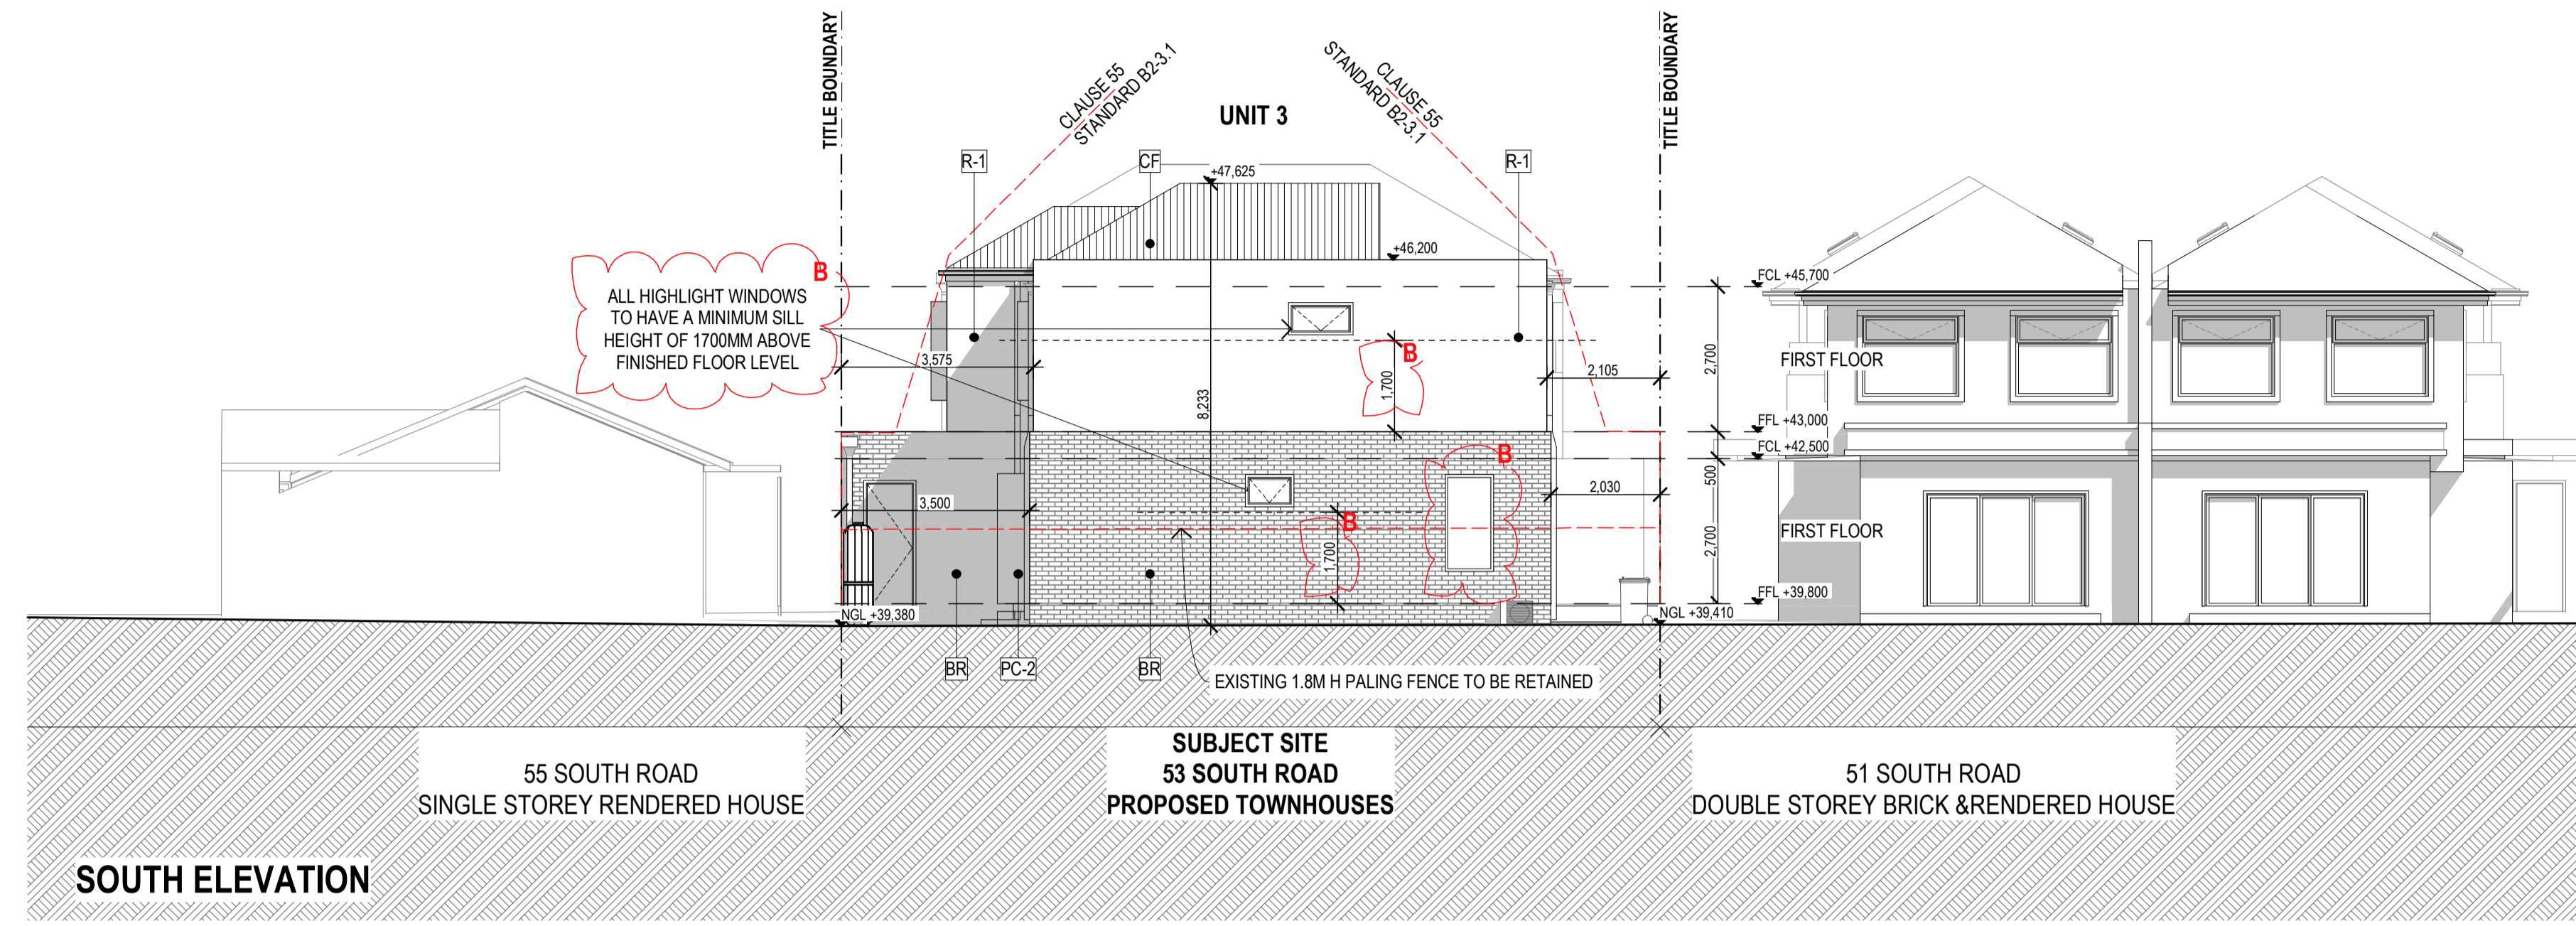 TITLE BOUNDARY
CLAUSE 55
STANDARD B2-3.1
UNIT 3
CLAUSE 55
STANDARD B2-3.1
TITLE BOUNDARY
R-1
CF
R-1
+47,625
+46,200
B
ALL HIGHLIGHT WINDOWS
TO HAVE A MINIMUM SILL
HEIGHT OF 1700MM ABOVE
FINISHED FLOOR LEVEL
FCL +45,700
3,575
B
1,700
2,105
2,700
FIRST FLOOR
8,233
FFL +43,000
FCL +42,500
B
500
3,500
2,030
B
1,700
2,700
FIRST FLOOR
FFL +39,800
NGL +39,380
NGL +39,410
BR
PC-2
BR
EXISTING 1.8M H PALING FENCE TO BE RETAINED
55 SOUTH ROAD
SINGLE STOREY RENDERED HOUSE
SUBJECT SITE
53 SOUTH ROAD
PROPOSED TOWNHOUSES
51 SOUTH ROAD
DOUBLE STOREY BRICK &RENDERED HOUSE
SOUTH ELEVATION